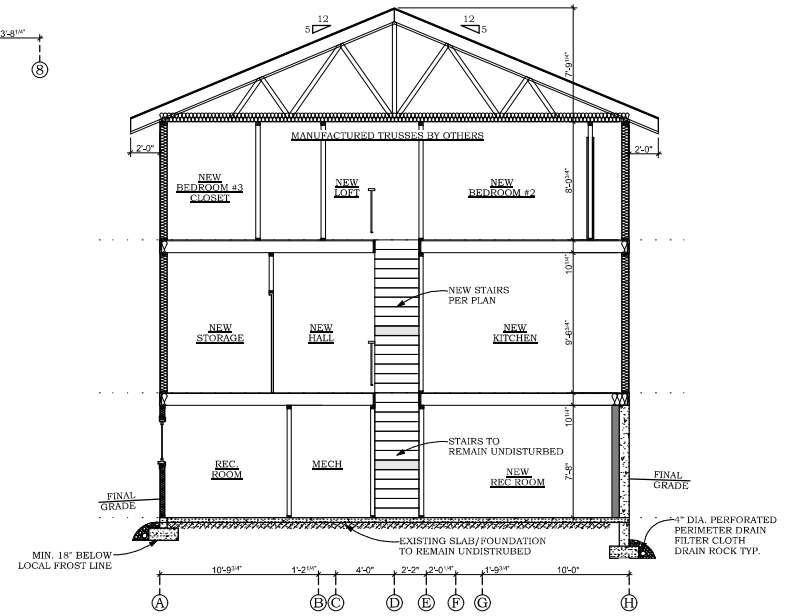 3'-8 1/4"
8
12
5
12
5
7'-9 1/4"
MANUFACTURED TRUSSES BY OTHERS
2'-0"
2'-0"
NEW
BEDROOM #3
CLOSET
NEW
LOFT
NEW
BEDROOM #2
8'-0 3/4"
10 1/4"
NEW STAIRS
PER PLAN
NEW
STORAGE
NEW
HALL
NEW
KITCHEN
9'-6 3/4"
10 1/4"
STAIRS TO
REMAIN UNDISTURBED
REC.
ROOM
MECH
NEW
REC ROOM
7'-8"
FINAL
GRADE
FINAL
GRADE
4" DIA. PERFORATED
PERIMETER DRAIN
FILTER CLOTH
DRAIN ROCK TYP.
EXISTING SLAB/FOUNDATION
TO REMAIN UNDISTRUBED
MIN. 18" BELOW
LOCAL FROST LINE
10'-9 3/4" 1'-2 1/4" 4'-0" 2'-2" 2'-0 1/4" 1'-9 3/4" 10'-0"
A B C D E F G H